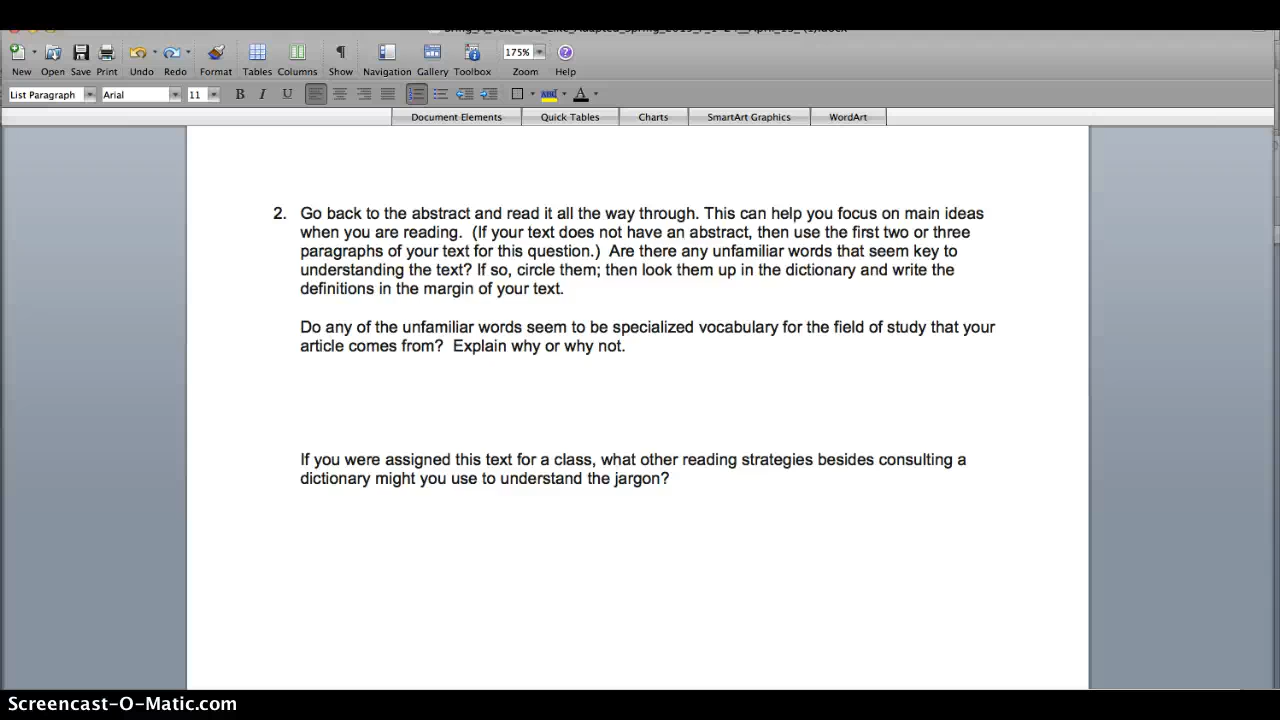 New Open Save Print Undo Redo Format Tables Columns Show Navigation Gallery Toolbox Zoom Help
175%
List Paragraph Arial 11 B I U A
Document Elements Quick Tables Charts SmartArt Graphics WordArt
2. Go back to the abstract and read it all the way through. This can help you focus on main ideas
when you are reading. (If your text does not have an abstract, then use the first two or three
paragraphs of your text for this question.) Are there any unfamiliar words that seem key to
understanding the text? If so, circle them; then look them up in the dictionary and write the
definitions in the margin of your text.
Do any of the unfamiliar words seem to be specialized vocabulary for the field of study that your
article comes from? Explain why or why not.
If you were assigned this text for a class, what other reading strategies besides consulting a
dictionary might you use to understand the jargon?
Screencast-O-Matic.com